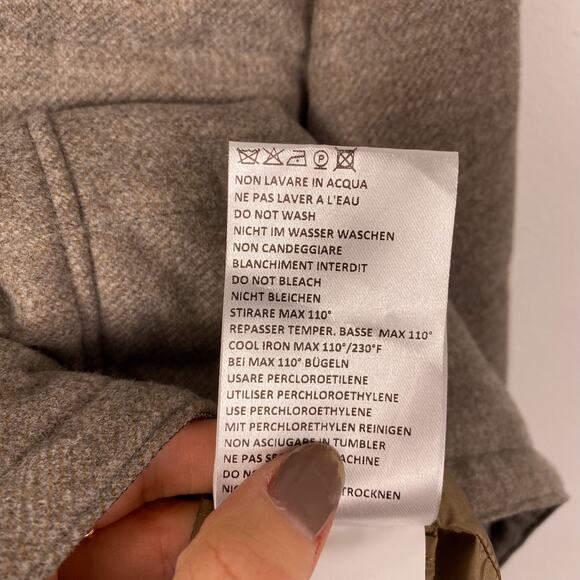 P
NON LAVARE IN ACQUA
NE PAS LAVER A L'EAU
DO NOT WASH
NICHT IM WASSER WASCHEN
NON CANDEGGIARE
BLANCHIMENT INTERDIT
DO NOT BLEACH
NICHT BLEICHEN
STIRARE MAX 110°
REPASSER TEMPER. BASSE MAX 110°
COOL IRON MAX 110°/230°F
BEI MAX 110° BÜGELN
USARE PERCLOROETILENE
UTILISER PERCHLOROETHYLENE
USE PERCHLOROETHYLENE
MIT PERCHLORETHYLEN REINIGEN
NON ASCIUGARE IN TUMBLER
NE PAS
DO
TROCKNEN